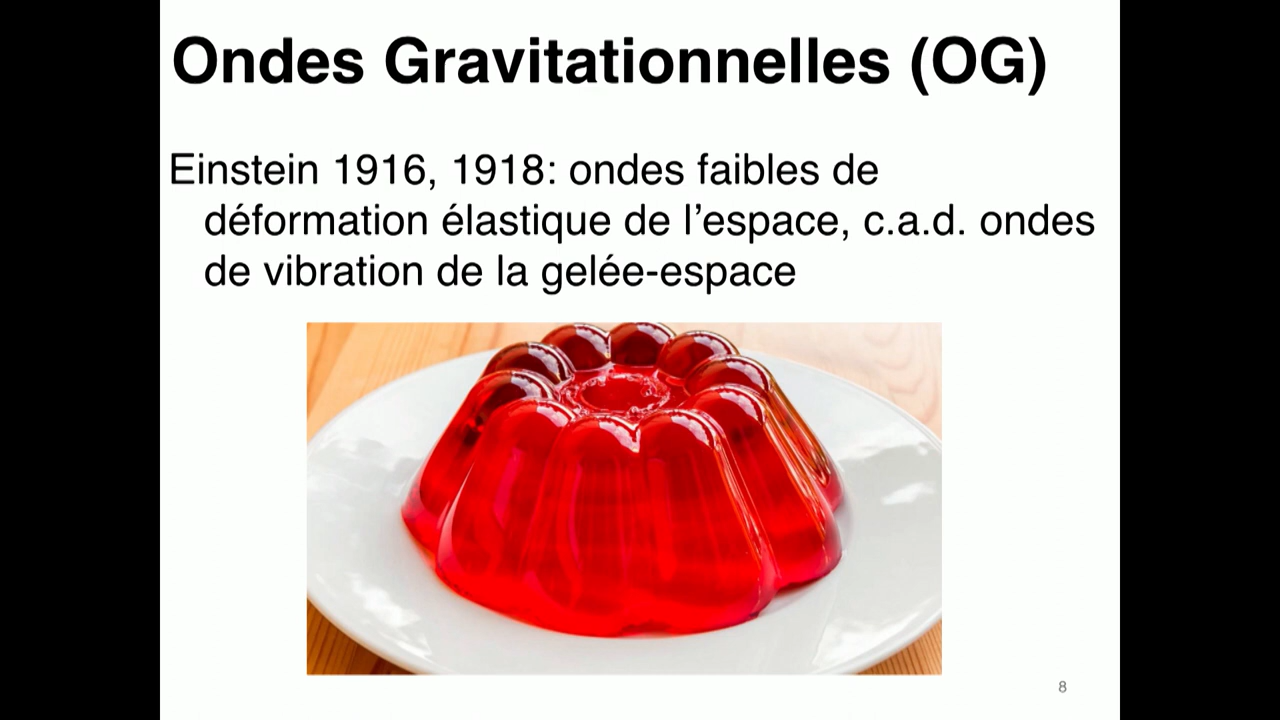 Ondes Gravitationnelles (OG)
Einstein 1916, 1918: ondes faibles de
déformation élastique de l’espace, c.a.d. ondes
de vibration de la gelée-espace
8